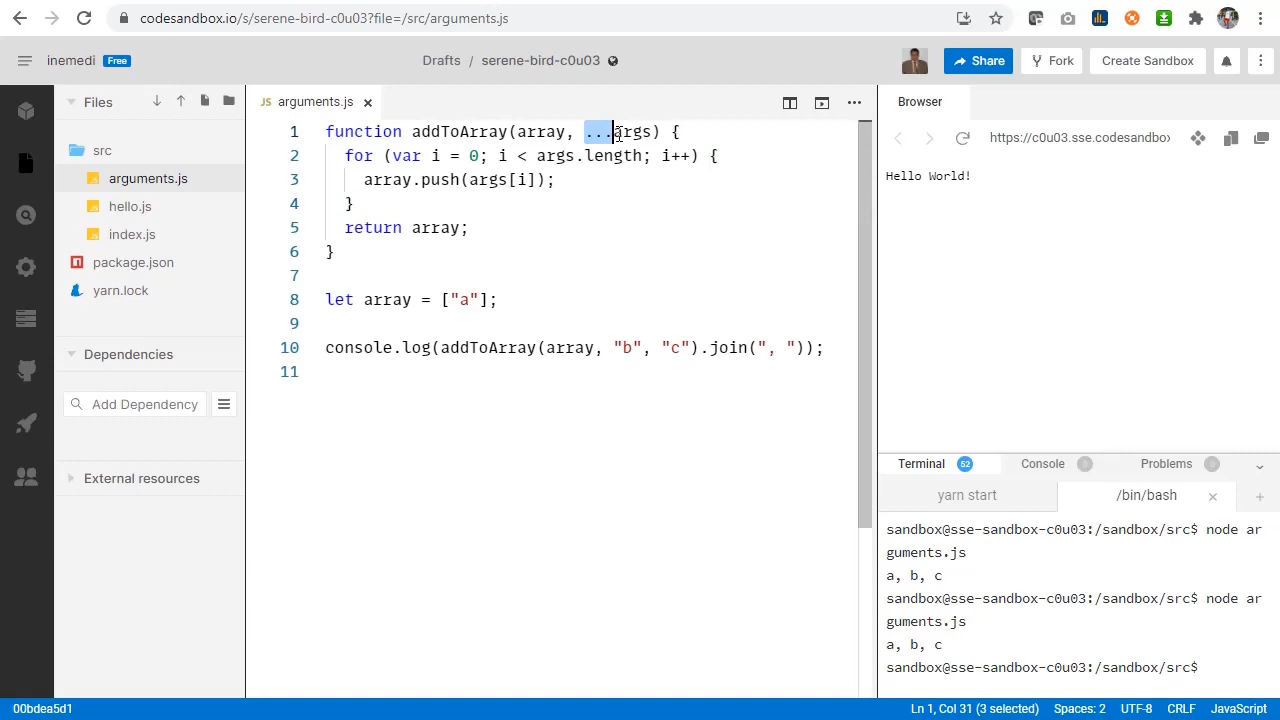 codesandbox.io/s/serene-bird-c0u03?file=/src/arguments.js
inemedi Free
Drafts / serene-bird-c0u03
Share
Fork
Create Sandbox
Files
src
arguments.js
hello.js
index.js
package.json
yarn.lock
Dependencies
Add Dependency
External resources
JS arguments.js
1 function addToArray(array, ...args) {
2 for (var i = 0; i < args.length; i++) {
3 array.push(args[i]);
4 }
5 return array;
6 }
7
8 let array = ["a"];
9
10 console.log(addToArray(array, "b", "c").join(", "));
11
Browser
https://c0u03.sse.codesandbox
Hello World!
Terminal 52 Console 0 Problems 0
yarn start /bin/bash
sandbox@sse-sandbox-c0u03:/sandbox/src$ node ar
guments.js
a, b, c
sandbox@sse-sandbox-c0u03:/sandbox/src$ node ar
guments.js
a, b, c
sandbox@sse-sandbox-c0u03:/sandbox/src$
00bdea5d1
Ln 1, Col 31 (3 selected) Spaces: 2 UTF-8 CRLF JavaScript